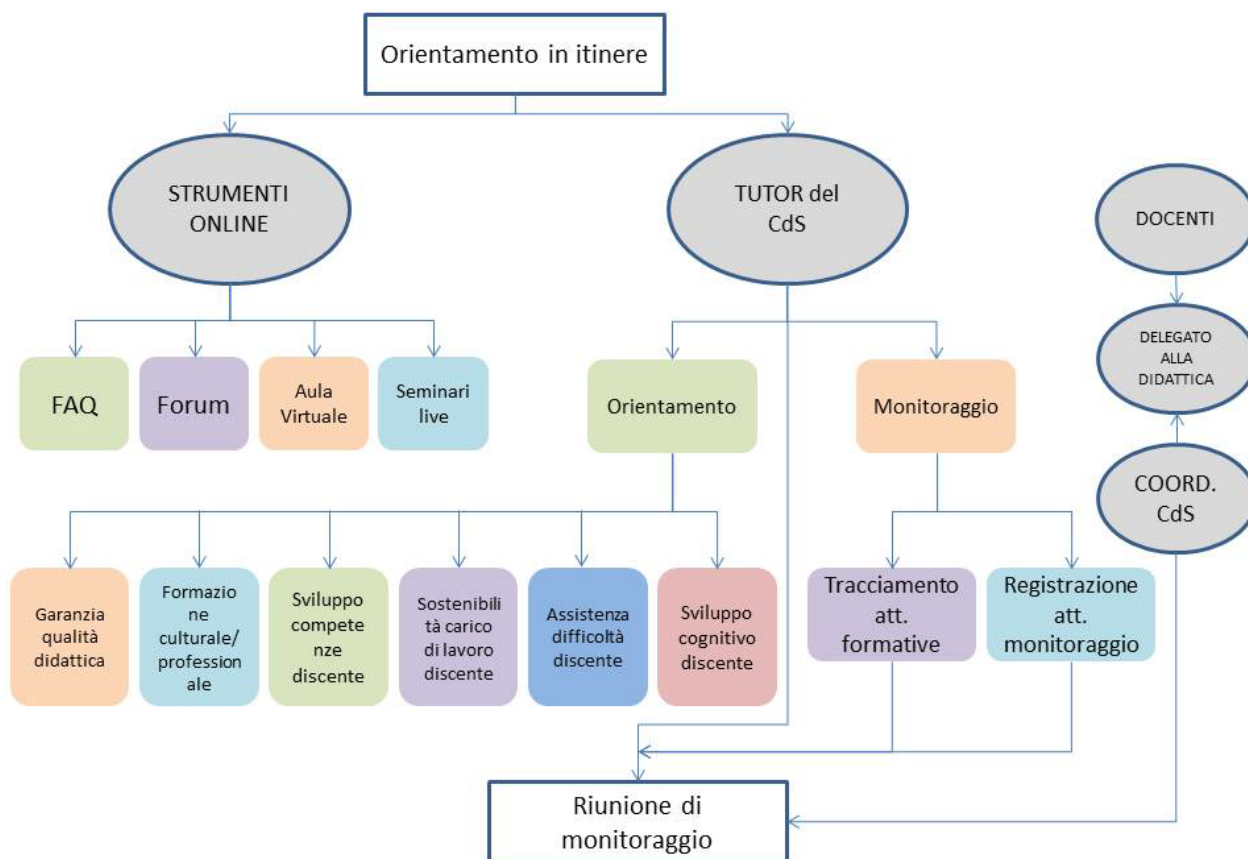 Orientamento in itinere
STRUMENTI
ONLINE
TUTOR del
CdS
DOCENTI
DELEGATO
ALLA
DIDATTICA
COORD.
CdS
FAQ
Forum
Aula
Virtuale
Seminari
live
Orientamento
Monitoraggio
Garanzia
qualità
didattica
Formazio
ne
culturale/
profession
ale
Sviluppo
compete
nze
discente
Sostenibili
tà carico
di lavoro
discente
Assistenza
difficoltà
discente
Sviluppo
cognitivo
discente
Tracciamento
att.
formative
Registrazione
att.
monitoraggio
Riunione di
monitoraggio